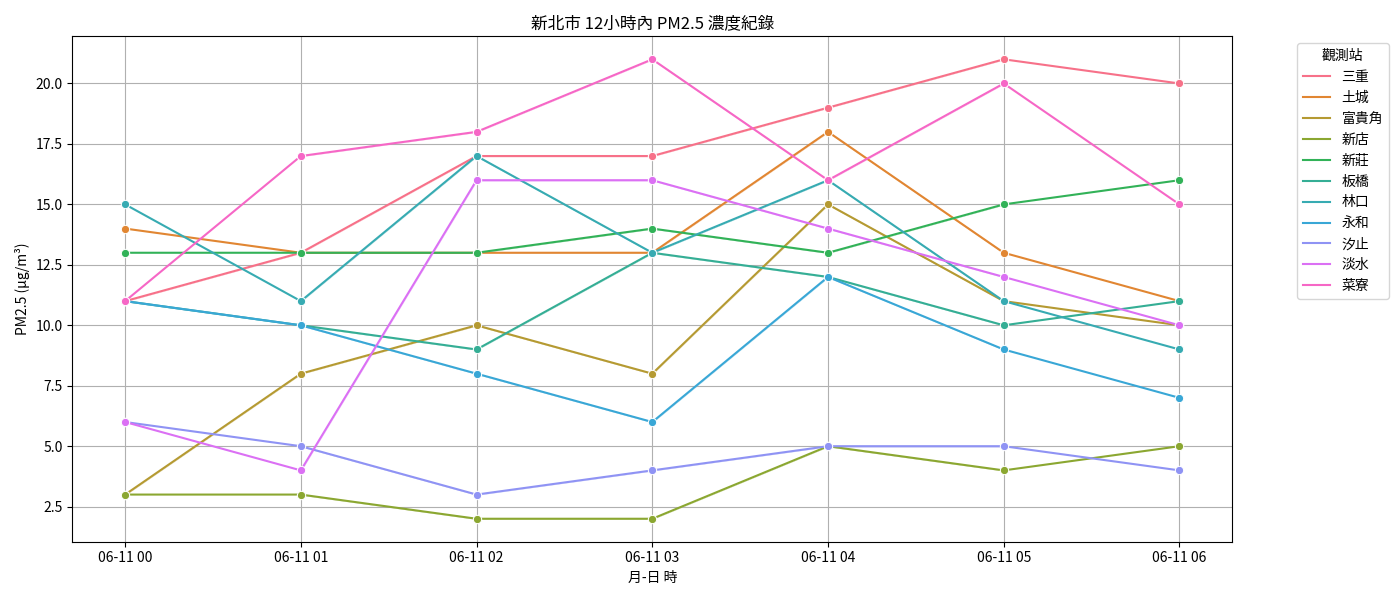 新北市 12小時內 PM2.5 濃度紀錄
PM2.5 (μg/m³)
20.0
17.5
15.0
12.5
10.0
7.5
5.0
2.5
06-11 00 06-11 01 06-11 02 06-11 03 06-11 04 06-11 05 06-11 06
月-日 時
觀測站
三重
土城
富貴角
新店
新莊
板橋
林口
永和
汐止
淡水
菜寮